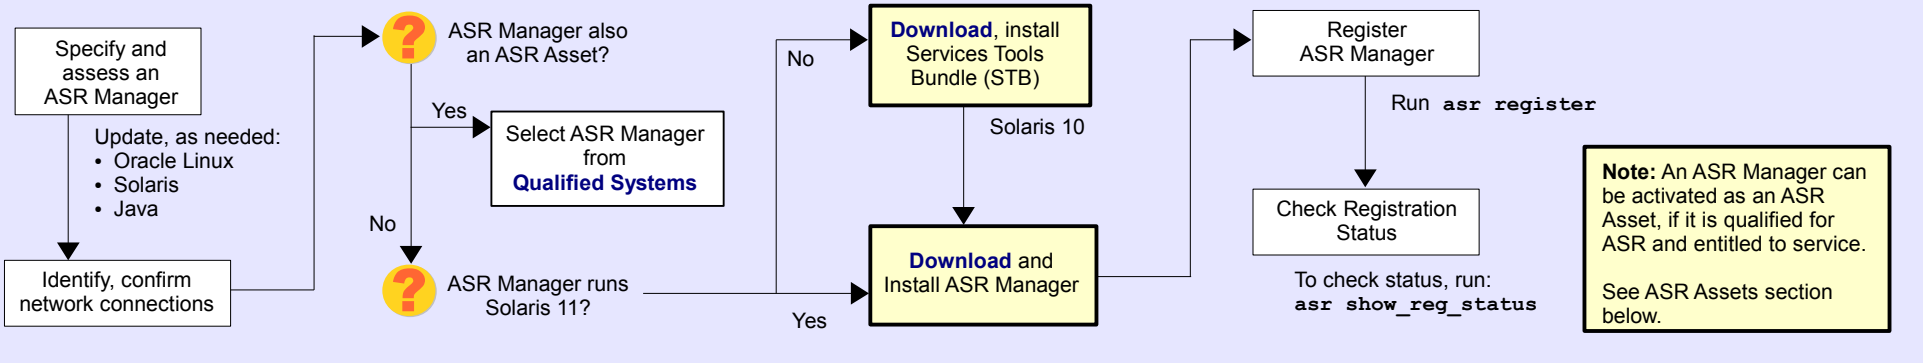 Specify and
assess an
ASR Manager
Update, as needed:
• Oracle Linux
• Solaris
• Java
Identify, confirm
network connections
?
ASR Manager also
an ASR Asset?
Yes
Select ASR Manager
from
Qualified Systems
No
?
ASR Manager runs
Solaris 11?
No
Yes
Download, install
Services Tools
Bundle (STB)
Solaris 10
Download and
Install ASR Manager
Register
ASR Manager
Run asr register
Check Registration
Status
To check status, run:
asr show_reg_status
Note: An ASR Manager can
be activated as an ASR
Asset, if it is qualified for
ASR and entitled to service.
See ASR Assets section
below.